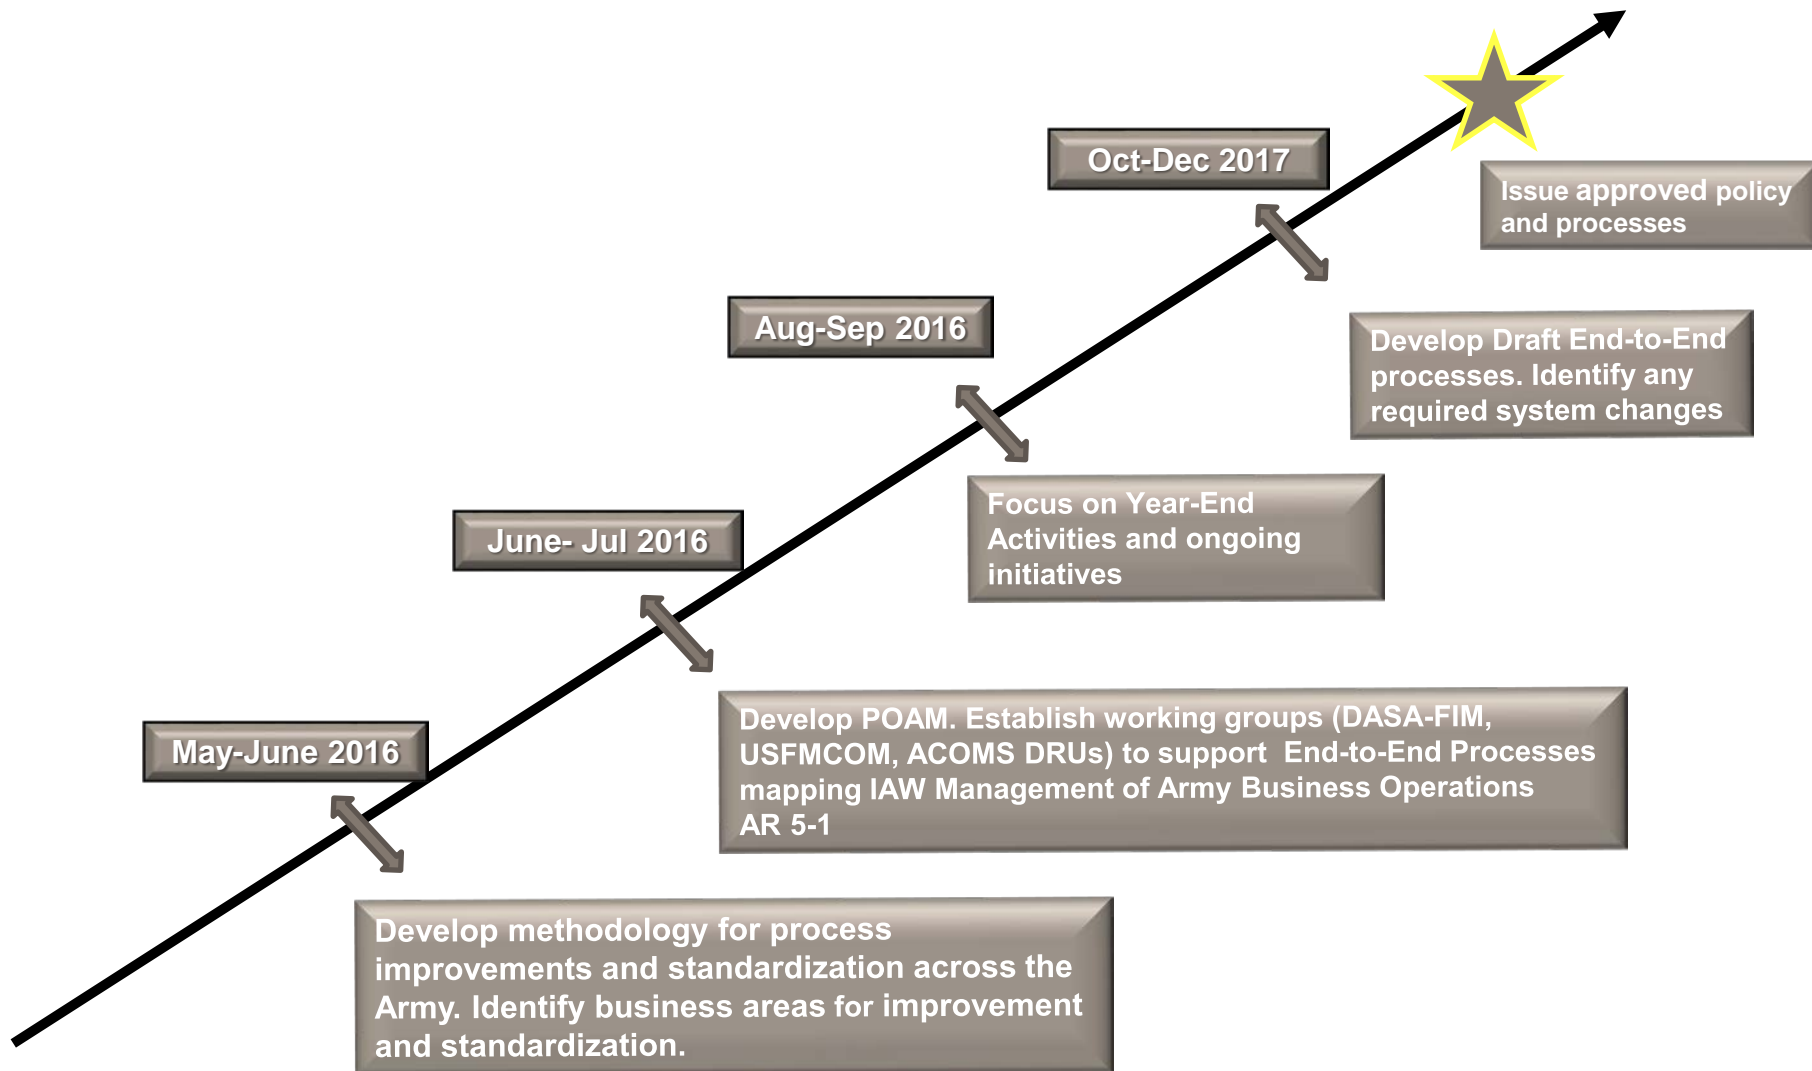 Oct-Dec 2017
Issue approved policy
and processes
Aug-Sep 2016
Develop Draft End-to-End
processes. Identify any
required system changes
Focus on Year-End
Activities and ongoing
initiatives
June- Jul 2016
Develop POAM. Establish working groups (DASA-FIM,
USFMCOM, ACOMS DRUs) to support  End-to-End Processes
mapping IAW Management of Army Business Operations
AR 5-1
May-June 2016
Develop methodology for process
improvements and standardization across the
Army. Identify business areas for improvement
and standardization.